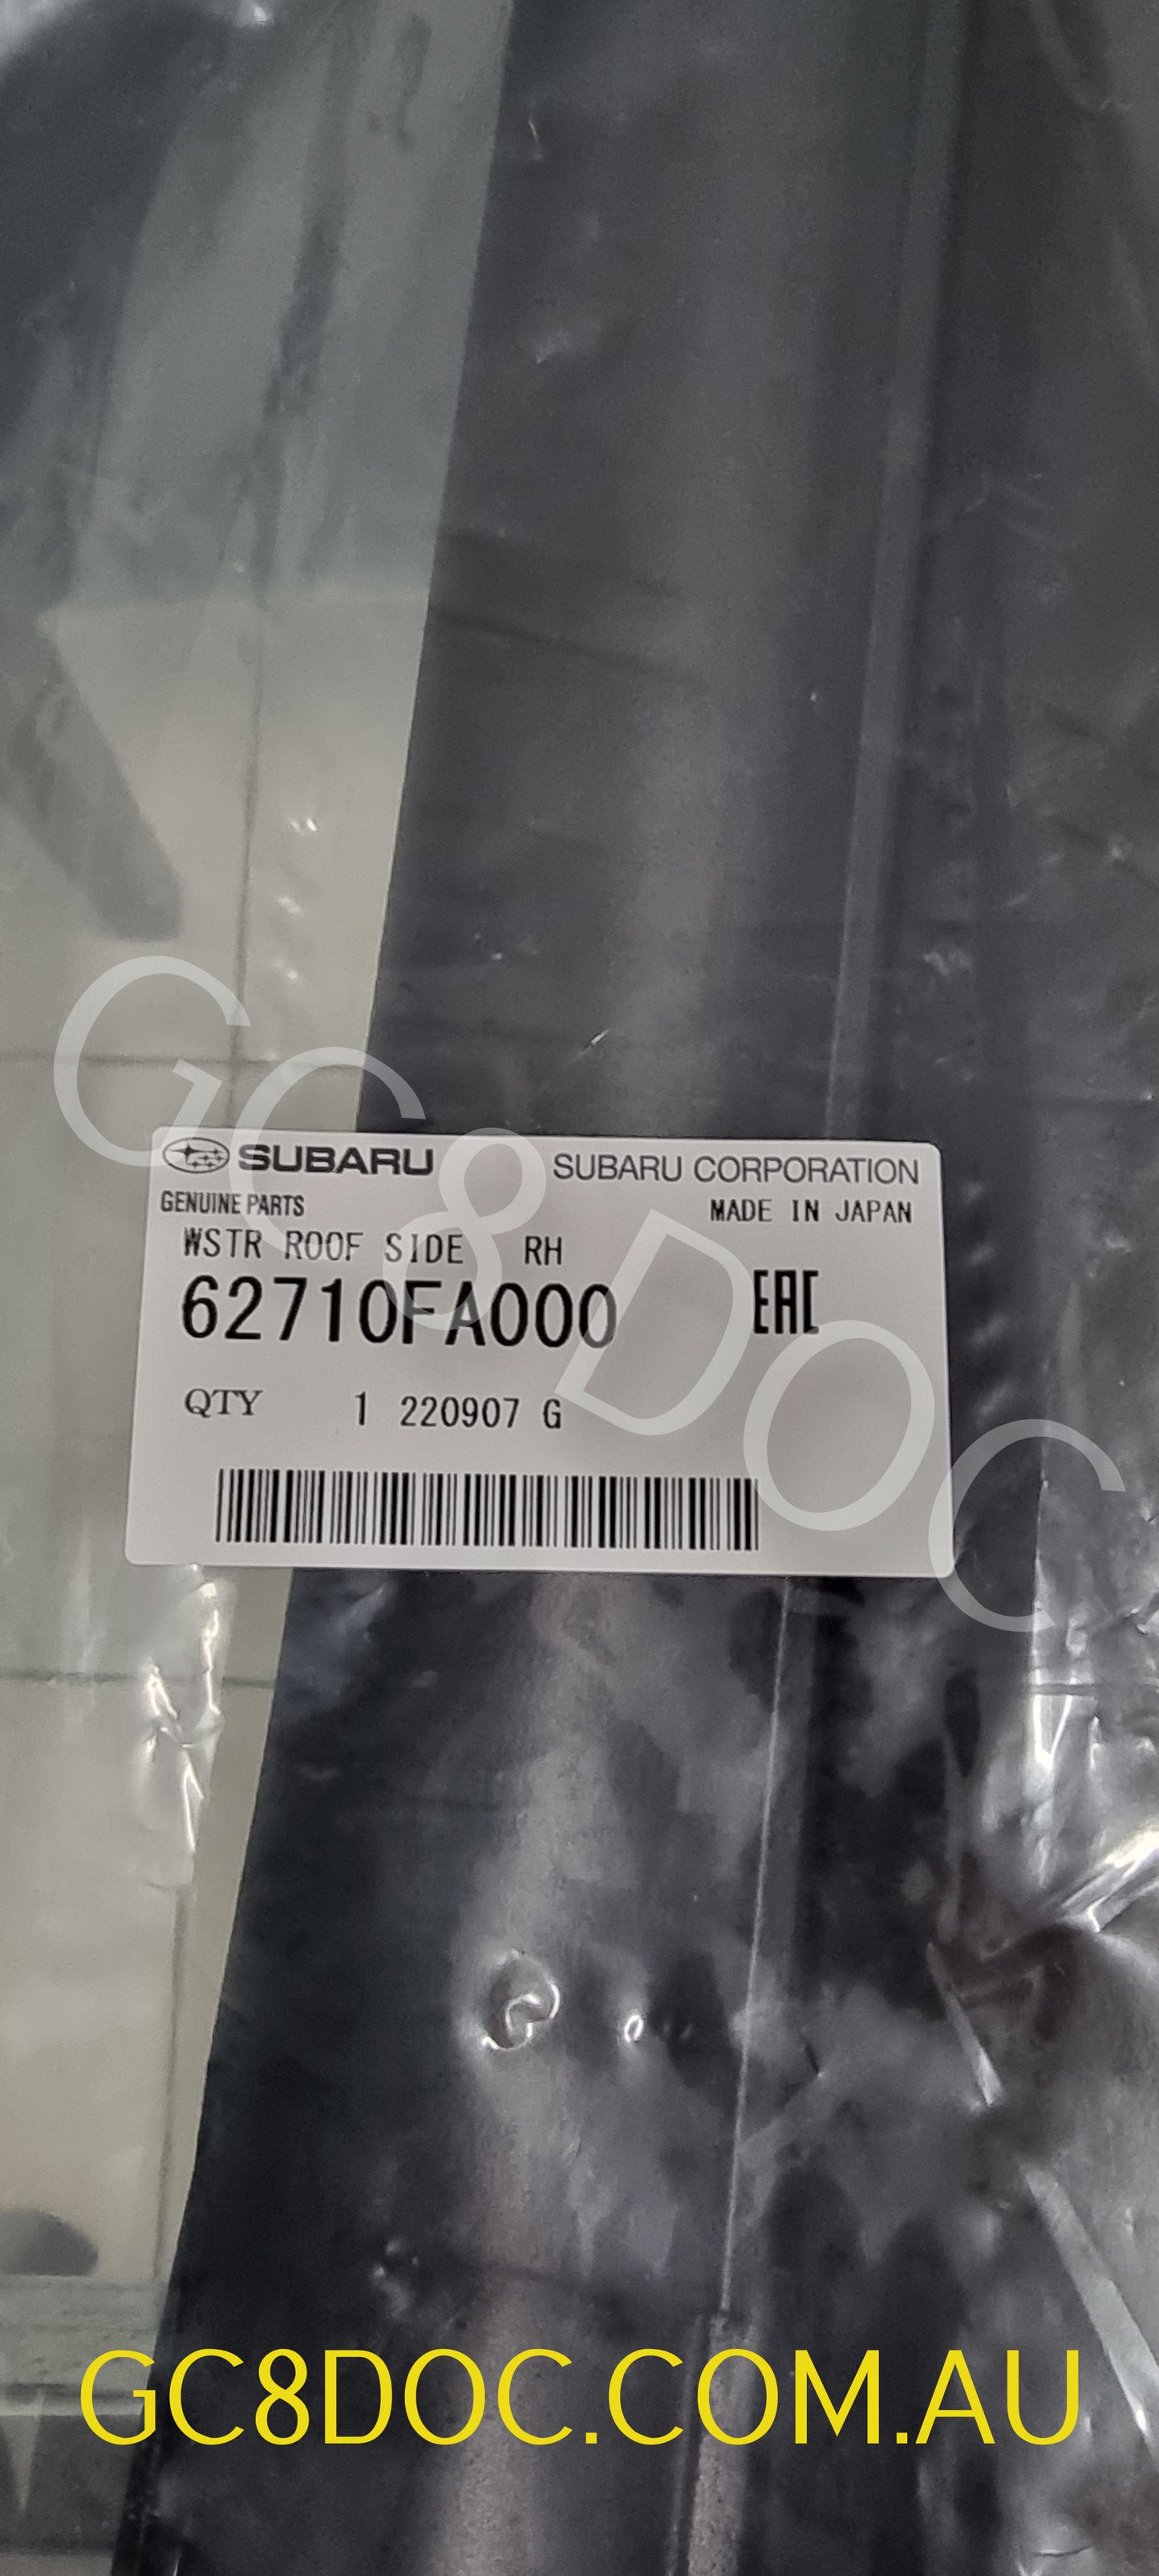 SUBARU SUBARU CORPORATION
GENUINE PARTS MADE IN JAPAN
WSTR ROOF SIDE RH
62710FA000 EAC
QTY 1 220907 G
GC8DOC
GC8DOC.COM.AU